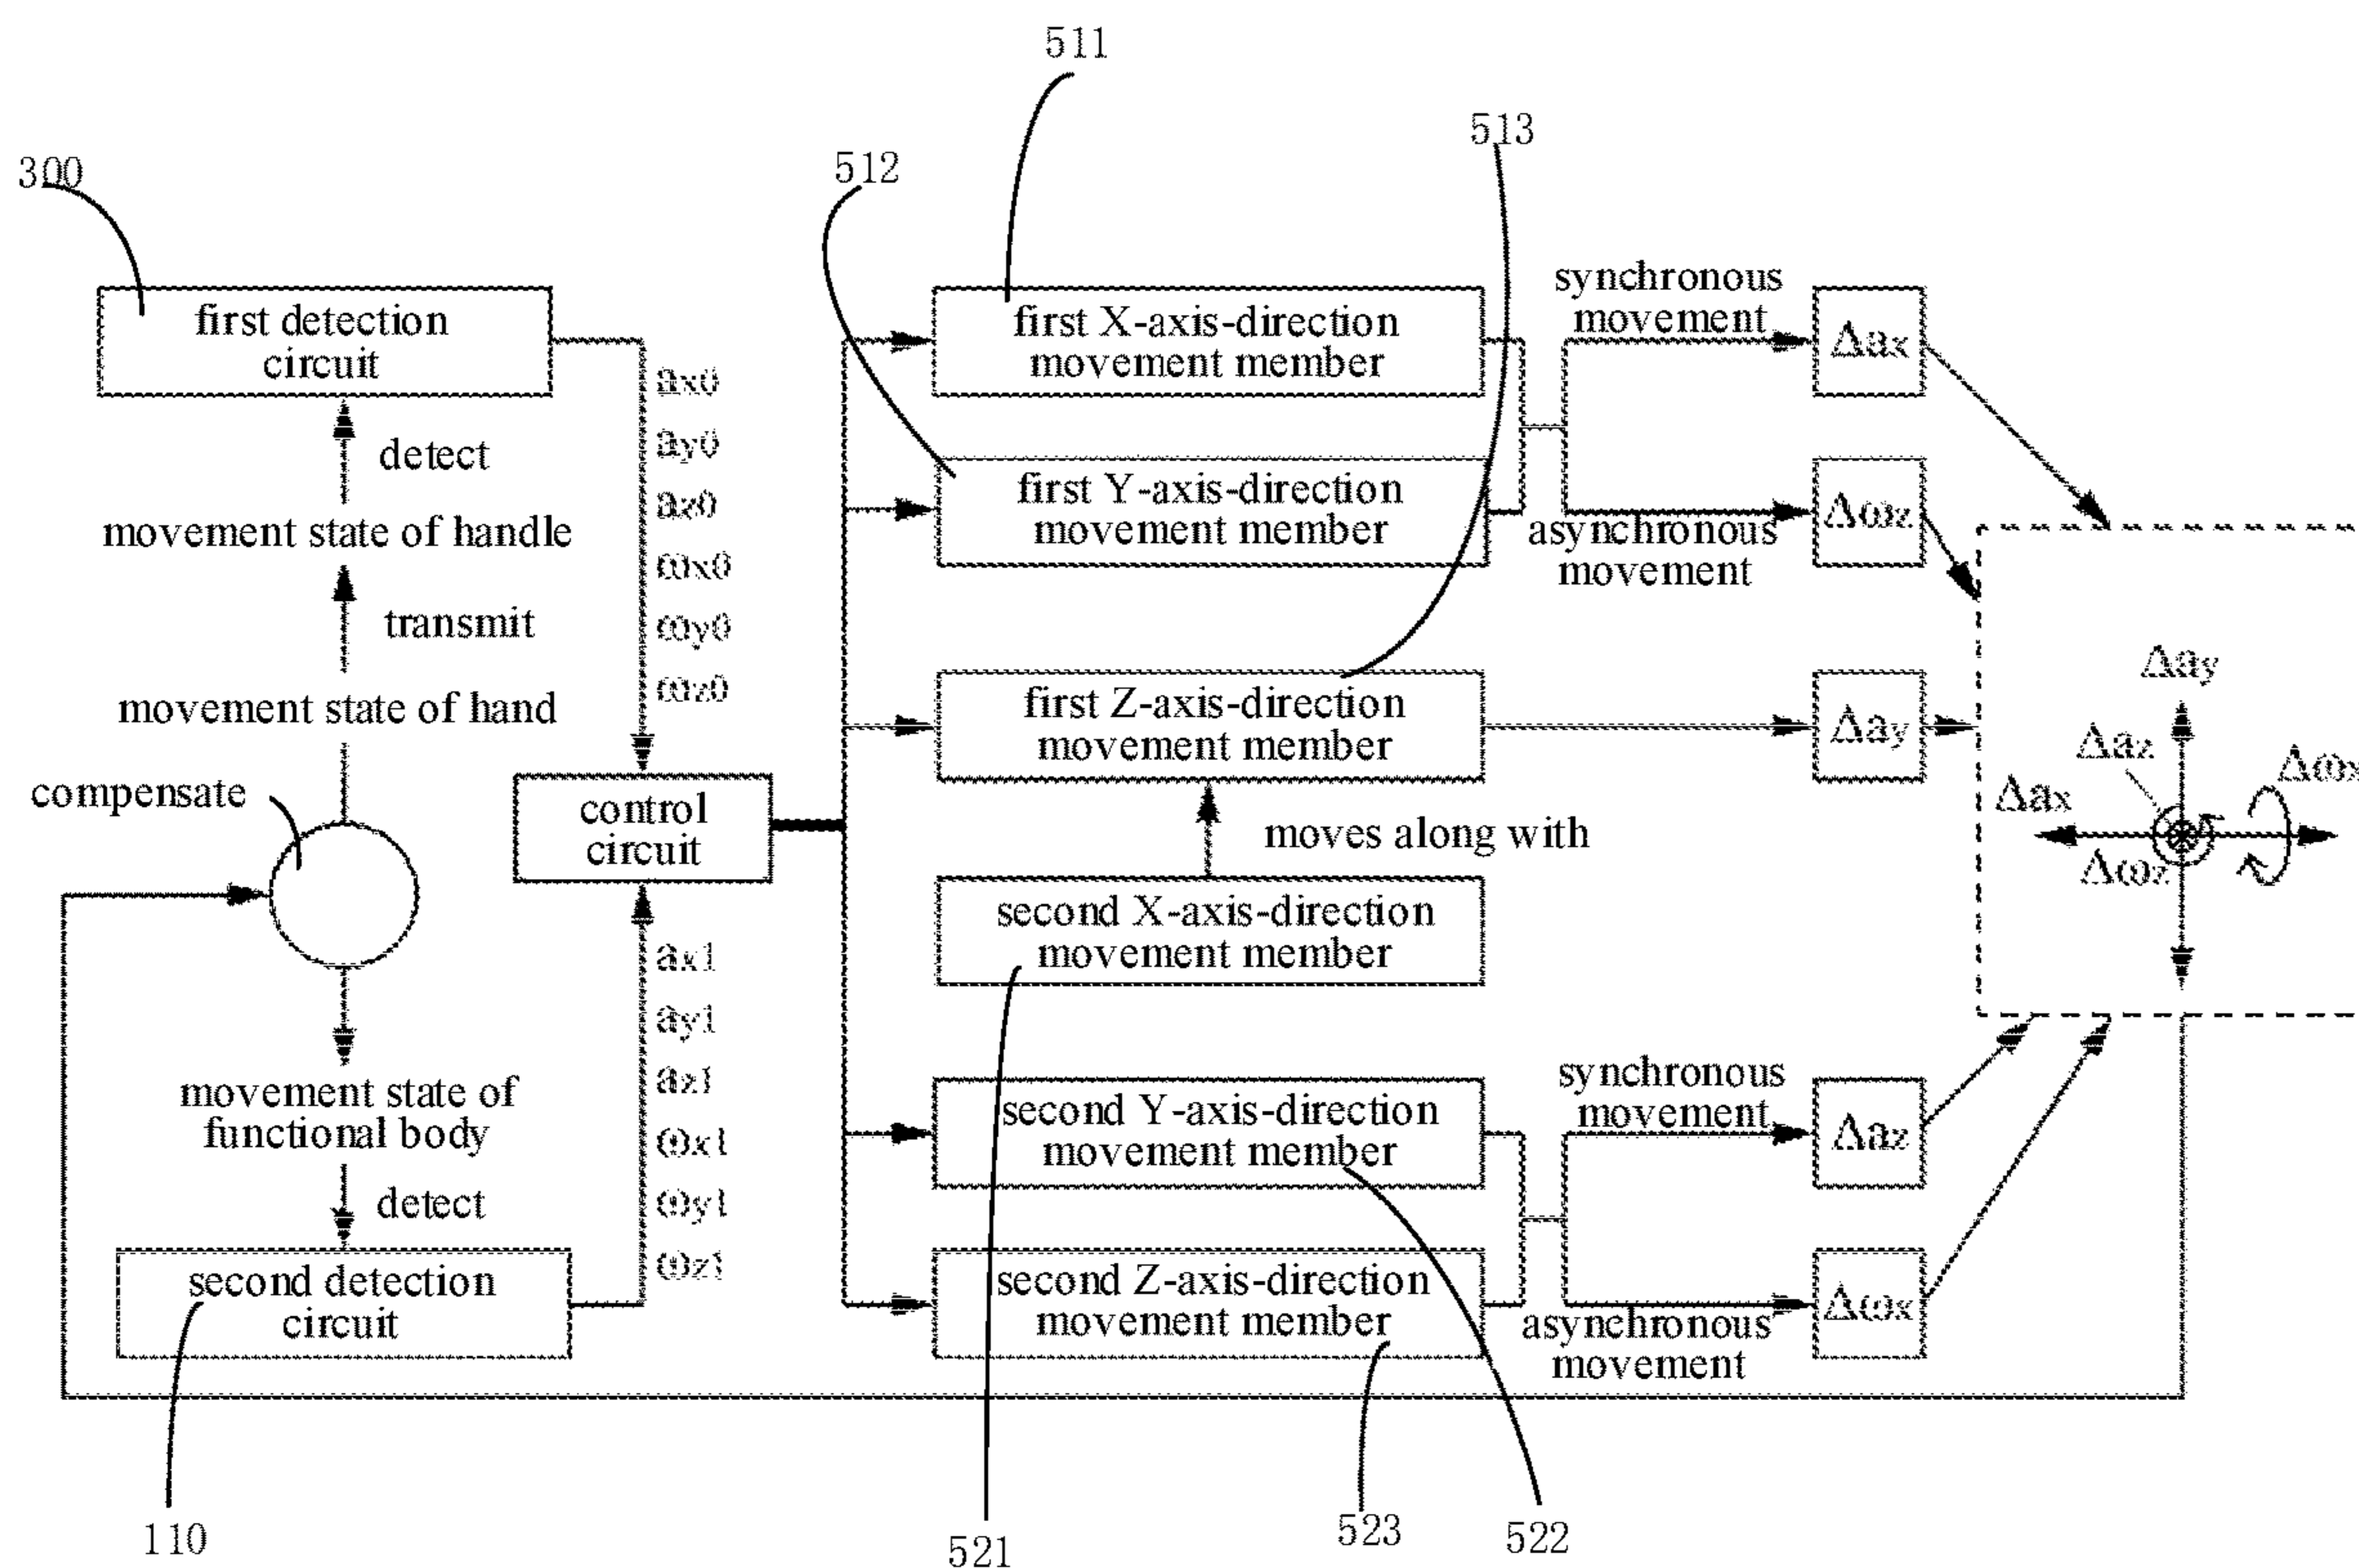 511
513
512
300
first detection
circuit
detect
movement state of handle
transmit
movement state of hand
compensate
movement state of
functional body
detect
second detection
circuit
110
ax0
ay0
az0
ωx0
ωy0
ωz0
control
circuit
ax1
ay1
az1
ωx1
ωy1
ωz1
first X-axis-direction
movement member
first Y-axis-direction
movement member
first Z-axis-direction
movement member
moves along with
second X-axis-direction
movement member
second Y-axis-direction
movement member
second Z-axis-direction
movement member
521
523
522
synchronous
movement
asynchronous
movement
synchronous
movement
asynchronous
movement
Δax
Δωz
Δay
Δaz
Δωx
Δay
Δaz
Δωx
Δax
Δωz